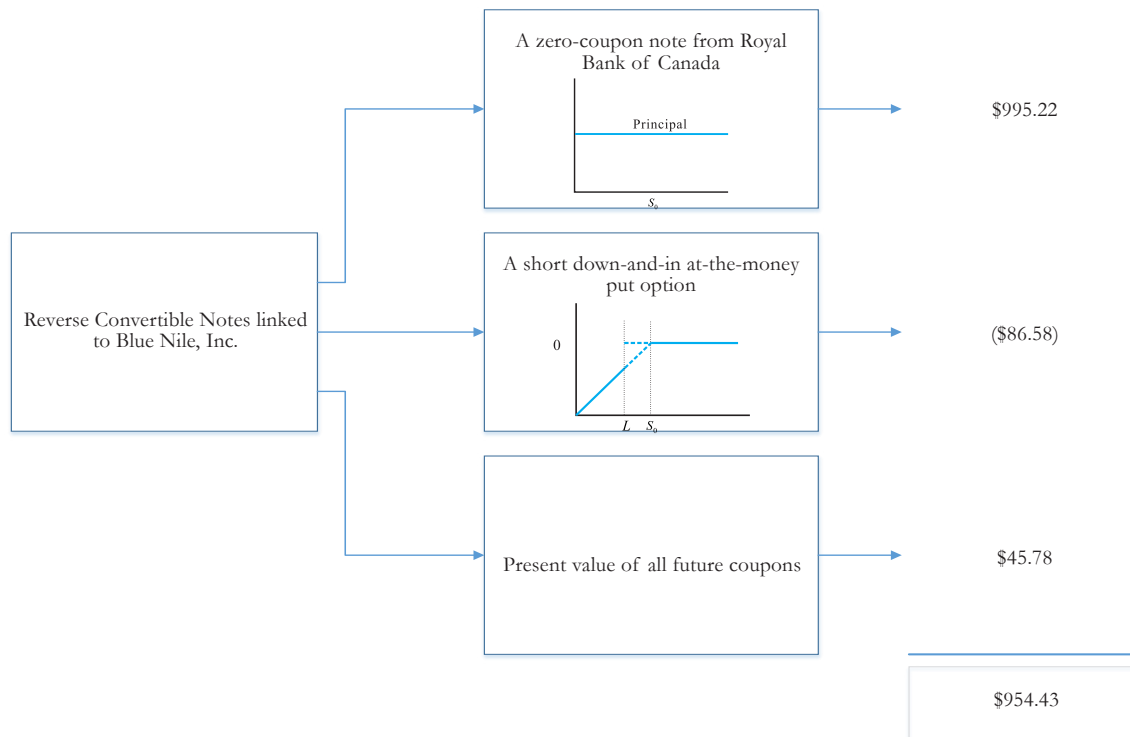 Reverse Convertible Notes linked
to Blue Nile, Inc.
A zero-coupon note from Royal
Bank of Canada
Principal
S₀
$995.22
A short down-and-in at-the-money
put option
0
L S₀
($86.58)
Present value of all future coupons
$45.78
$954.43